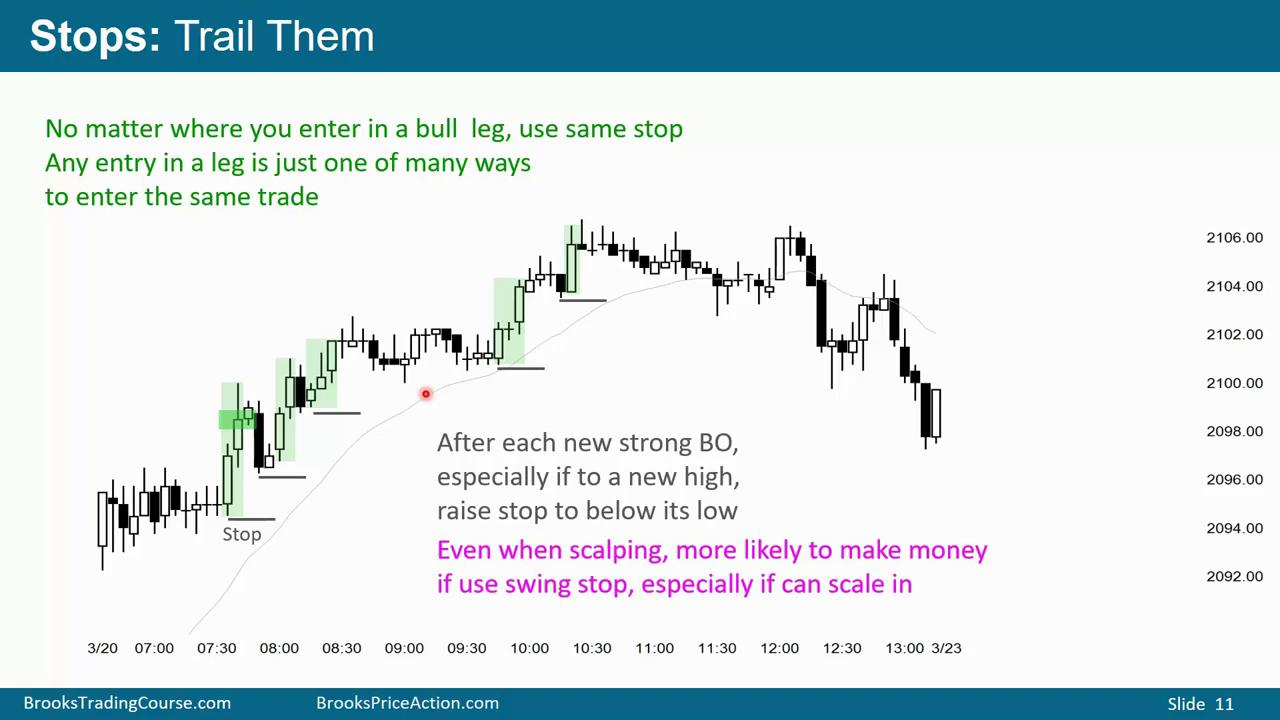 Stops: Trail Them
No matter where you enter in a bull leg, use same stop
Any entry in a leg is just one of many ways
to enter the same trade
2106.00
2104.00
2102.00
2100.00
2098.00
2096.00
2094.00
2092.00
After each new strong BO,
especially if to a new high,
raise stop to below its low
Stop
Even when scalping, more likely to make money
if use swing stop, especially if can scale in
3/20 07:00 07:30 08:00 08:30 09:00 09:30 10:00 10:30 11:00 11:30 12:00 12:30 13:00 3/23
BrooksTradingCourse.com BrooksPriceAction.com Slide 11